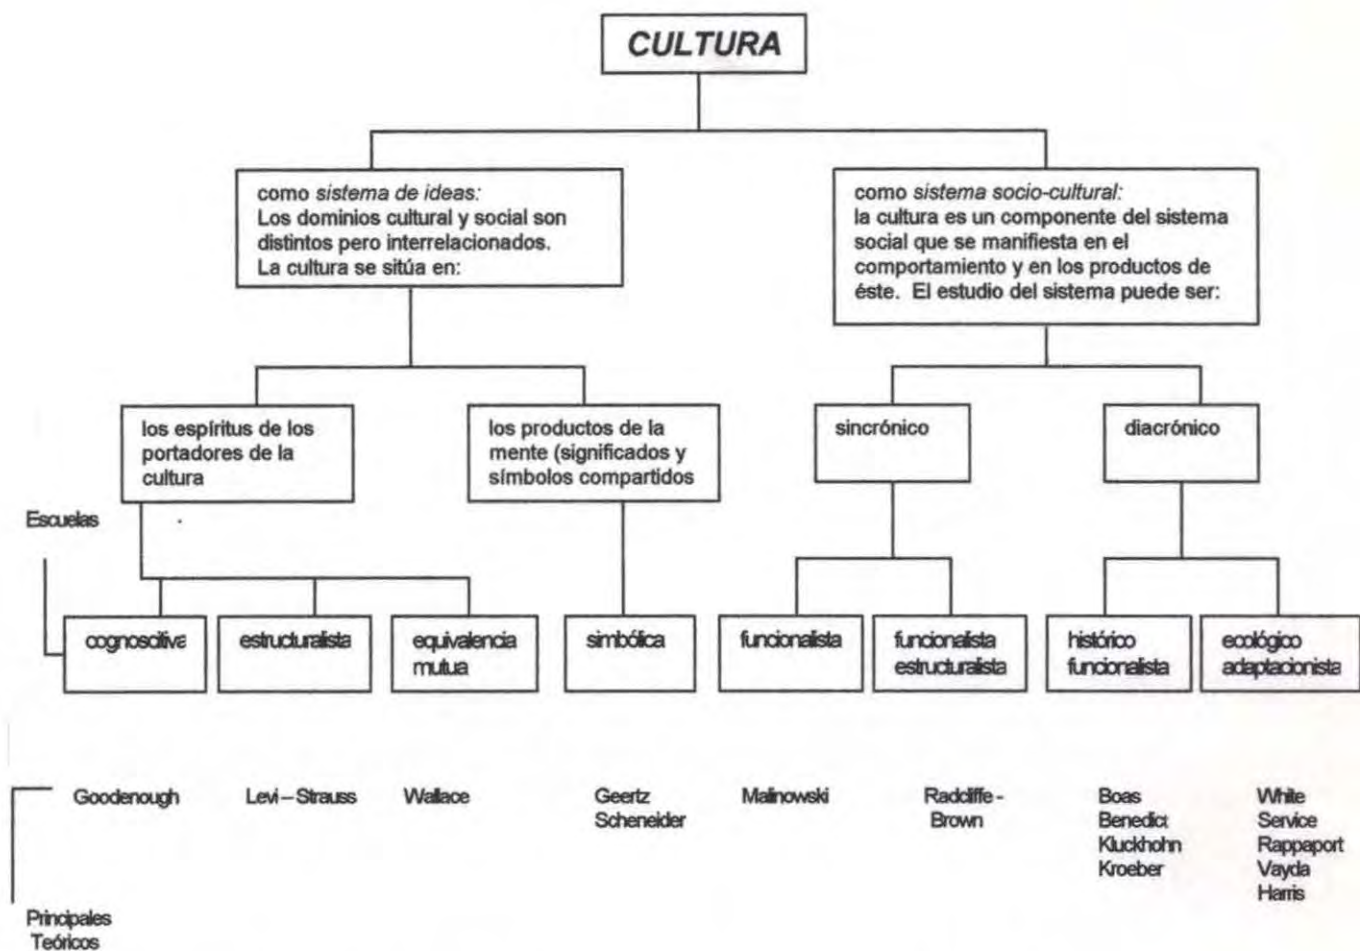 CULTURA
como sistema de ideas:
Los dominios cultural y social son
distintos pero interrelacionados.
La cultura se sitúa en:
como sistema socio-cultural:
la cultura es un componente del sistema
social que se manifiesta en el
comportamiento y en los productos de
éste. El estudio del sistema puede ser:
los espíritus de los
portadores de la
cultura
los productos de la
mente (significados y
símbolos compartidos
sincrónico
diacrónico
Escuelas
cognoscitiva
estructuralista
equivalencia
mutua
simbólica
funcionalista
funcionalista
estructuralista
histórico
funcionalista
ecológico
adaptacionista
Goodenough
Levi – Strauss
Wallace
Geertz
Scheneider
Malinowski
Radcliffe -
Brown
Boas
Benedict
Kluckhohn
Kroeber
White
Service
Rappaport
Vayda
Harris
Principales
Teóricos